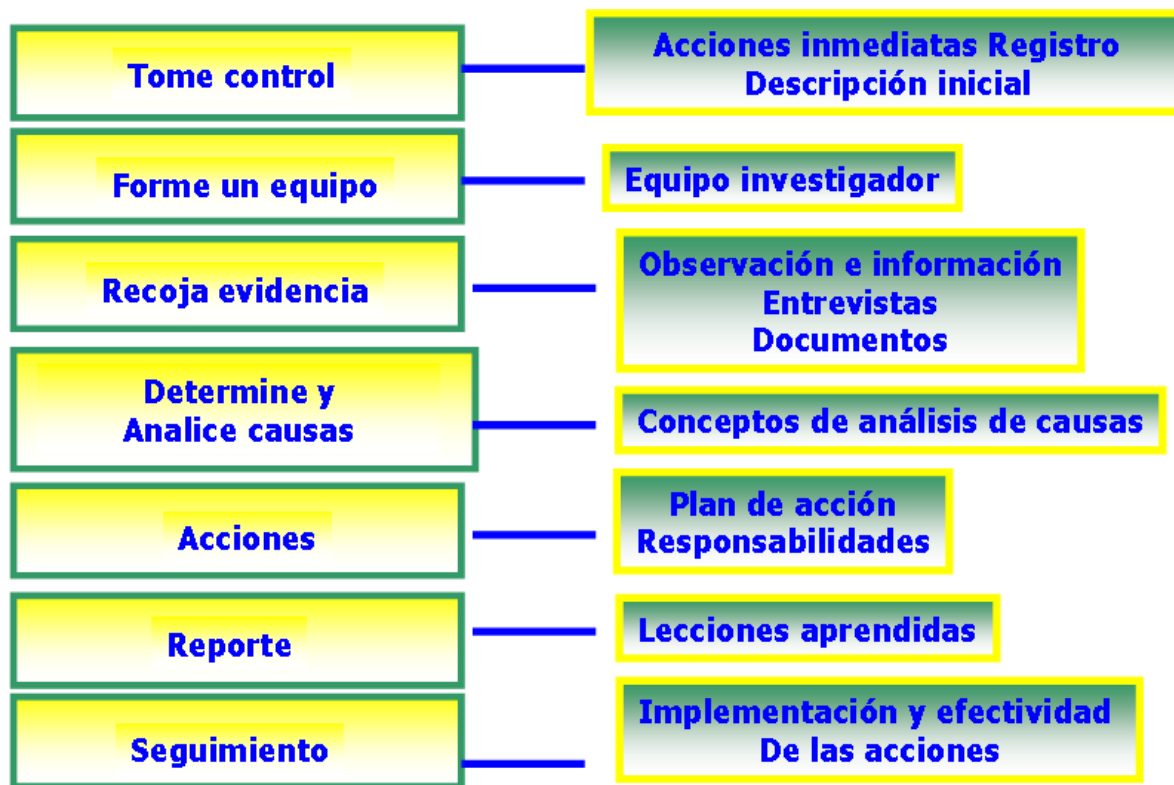 Tome control
Acciones inmediatas Registro
Descripción inicial
Forme un equipo
Equipo investigador
Recoja evidencia
Observación e información
Entrevistas
Documentos
Determine y
Analice causas
Conceptos de análisis de causas
Acciones
Plan de acción
Responsabilidades
Reporte
Lecciones aprendidas
Seguimiento
Implementación y efectividad
De las acciones